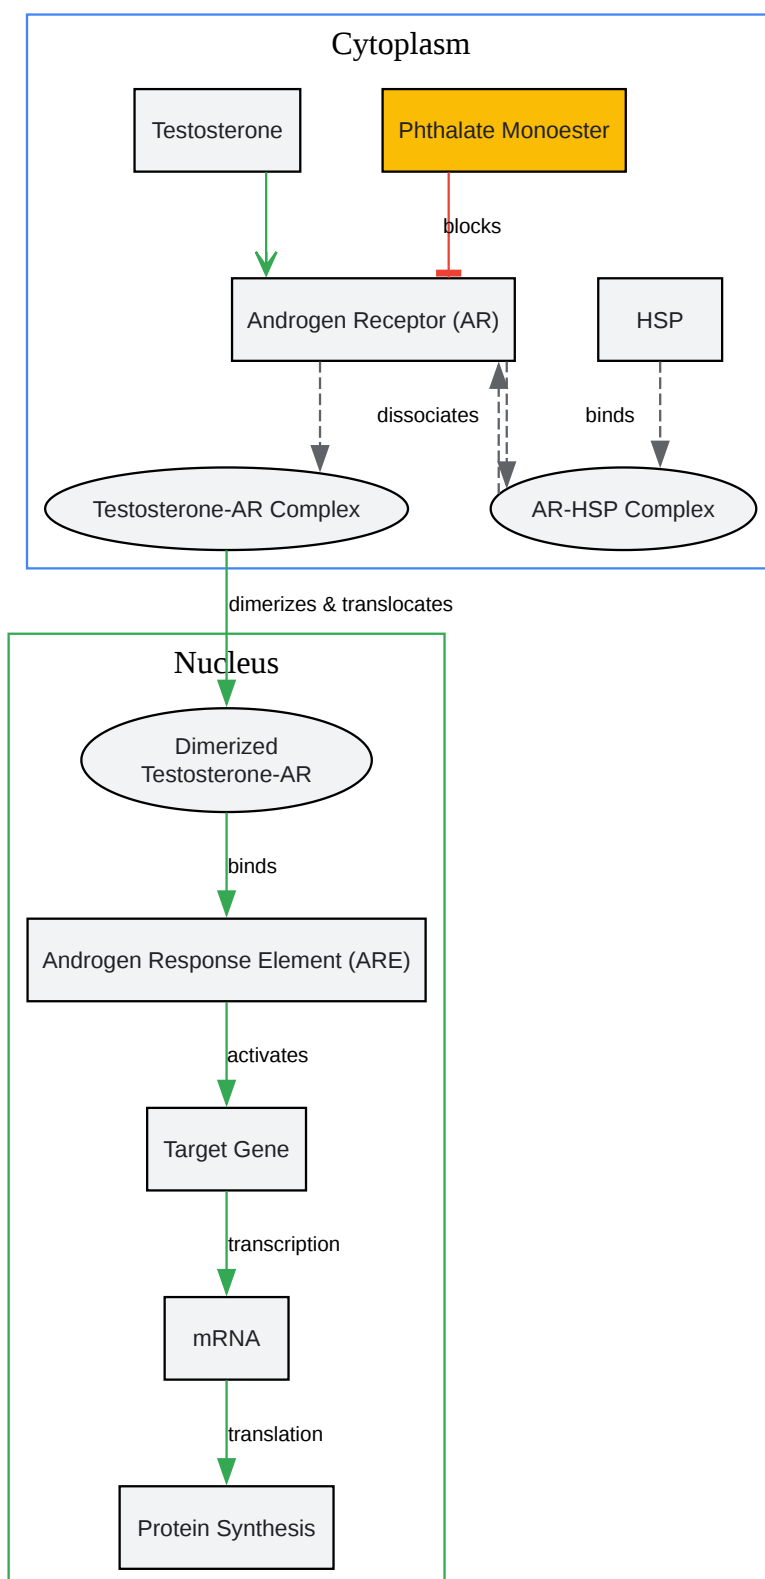 Cytoplasm
Testosterone
Phthalate Monoester
blocks
Androgen Receptor (AR)
HSP
dissociates
binds
Testosterone-AR Complex
AR-HSP Complex
dimerizes & translocates
Nucleus
Dimerized
Testosterone-AR
binds
Androgen Response Element (ARE)
activates
Target Gene
transcription
mRNA
translation
Protein Synthesis